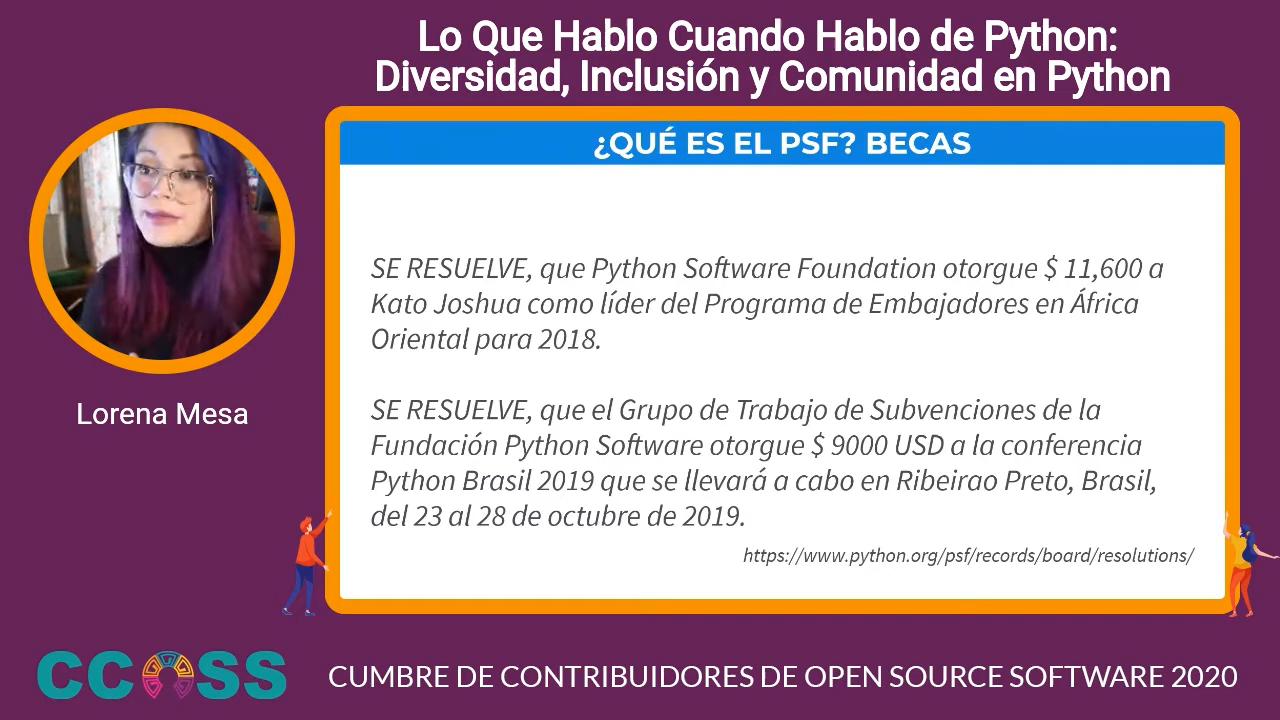 Lo Que Hablo Cuando Hablo de Python:
Diversidad, Inclusión y Comunidad en Python
¿QUÉ ES EL PSF? BECAS
SE RESUELVE, que Python Software Foundation otorgue $ 11,600 a
Kato Joshua como líder del Programa de Embajadores en África
Oriental para 2018.
SE RESUELVE, que el Grupo de Trabajo de Subvenciones de la
Fundación Python Software otorgue $ 9000 USD a la conferencia
Python Brasil 2019 que se llevará a cabo en Ribeirao Preto, Brasil,
del 23 al 28 de octubre de 2019.
https://www.python.org/psf/records/board/resolutions/
Lorena Mesa
CCOSS
CUMBRE DE CONTRIBUIDORES DE OPEN SOURCE SOFTWARE 2020